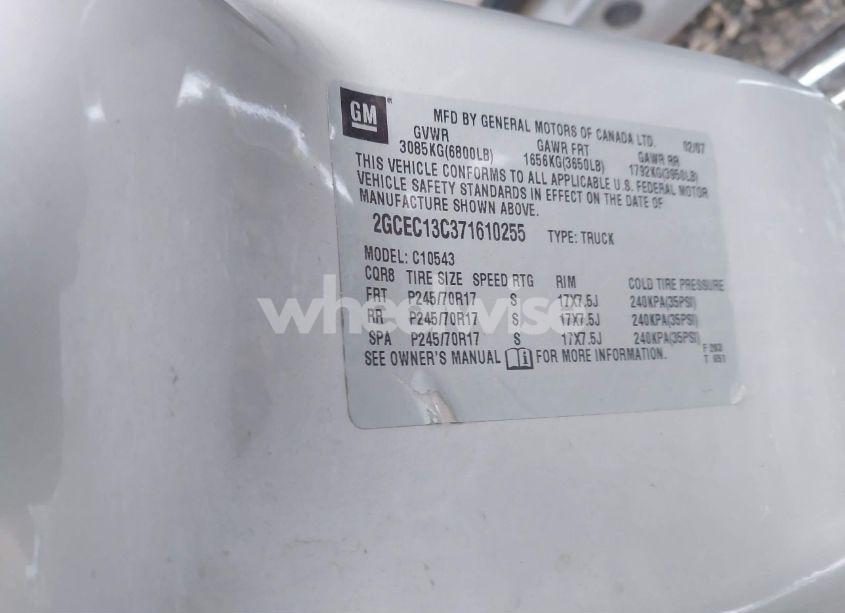 GM
MFD BY GENERAL MOTORS OF CANADA LTD. 02/07
GVWR GAWR FRT GAWR RR
3085KG(6800LB) 1656KG(3650LB) 1792KG(3950LB)
THIS VEHICLE CONFORMS TO ALL APPLICABLE U.S. FEDERAL MOTOR
VEHICLE SAFETY STANDARDS IN EFFECT ON THE DATE OF
MANUFACTURE SHOWN ABOVE.
2GCEC13C371610255 TYPE: TRUCK
MODEL: C10543
CQR8 TIRE SIZE SPEED RTG RIM COLD TIRE PRESSURE
FRT P245/70R17 S 17X7.5J 240KPA(35PSI)
RR P245/70R17 S 17X7.5J 240KPA(35PSI)
SPA P245/70R17 S 17X7.5J 240KPA(35PSI)
SEE OWNER'S MANUAL FOR MORE INFORMATION.
wheelwise